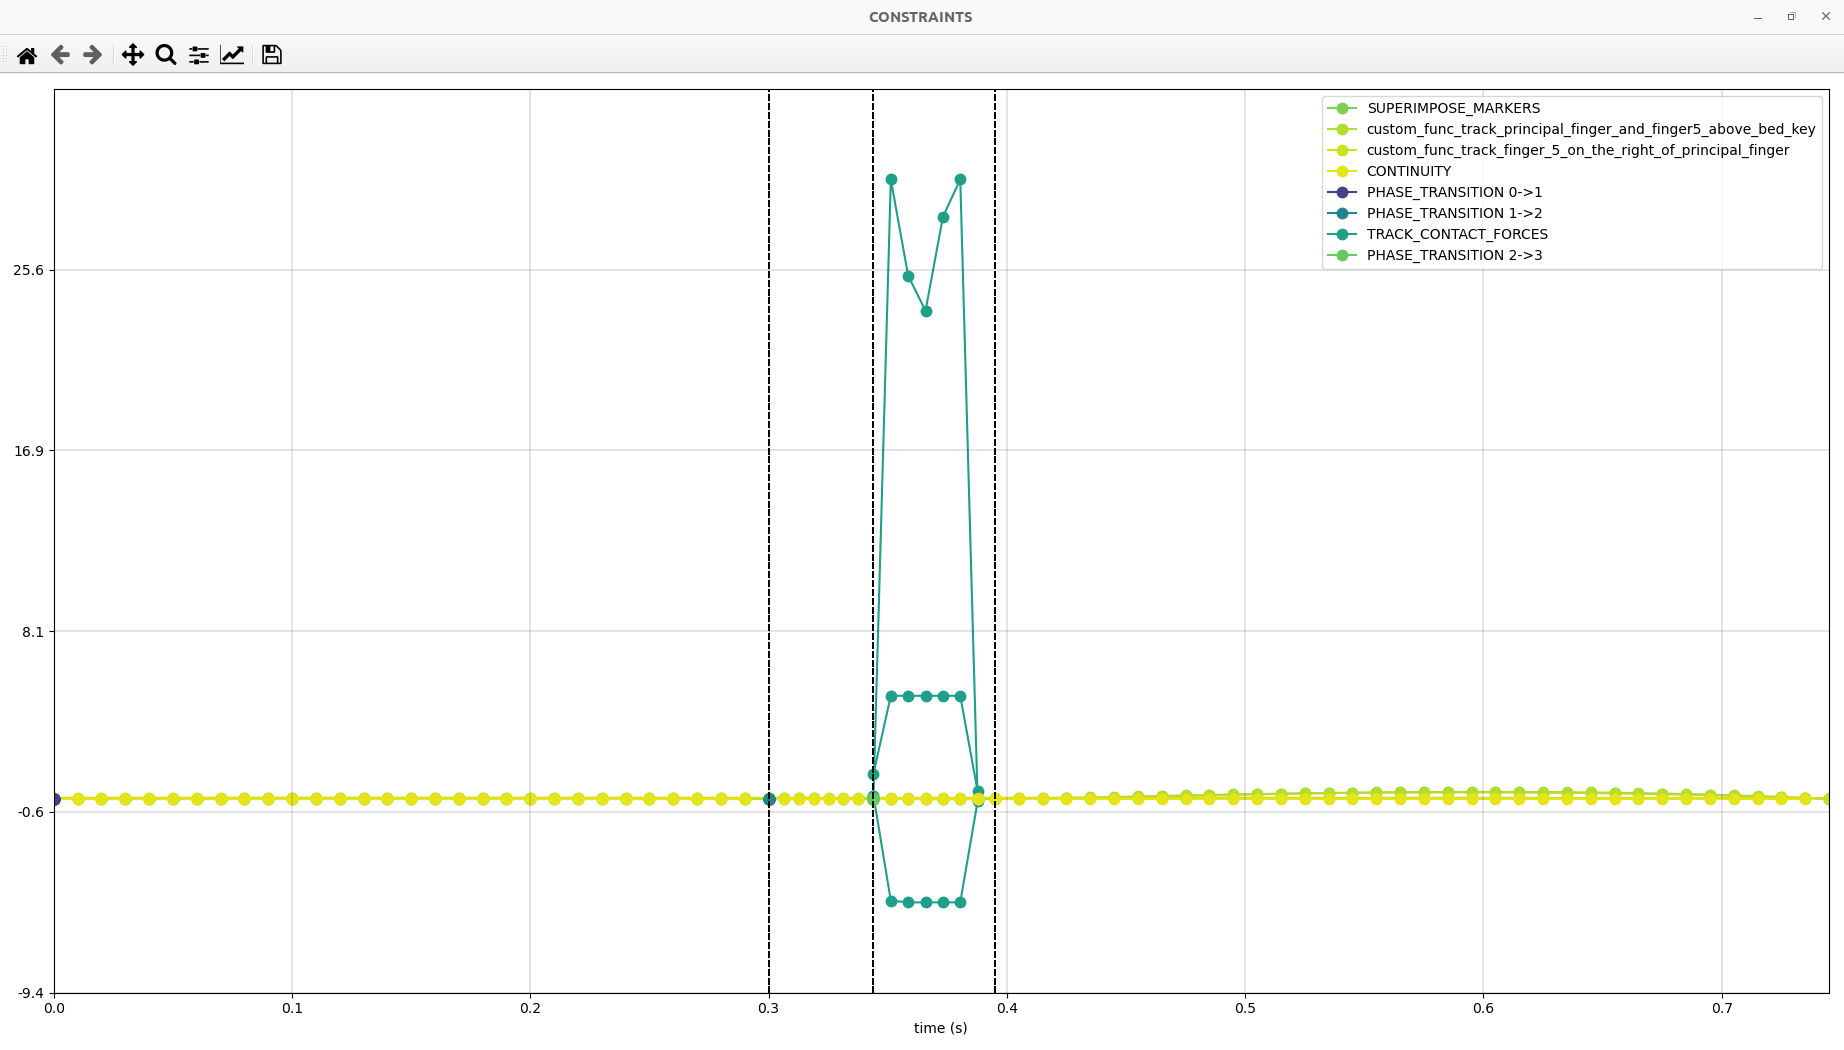 CONSTRAINTS
SUPERIMPOSE_MARKERS
custom_func_track_principal_finger_and_finger5_above_bed_key
custom_func_track_finger_5_on_the_right_of_principal_finger
CONTINUITY
PHASE_TRANSITION 0->1
PHASE_TRANSITION 1->2
TRACK_CONTACT_FORCES
PHASE_TRANSITION 2->3
25.6
16.9
8.1
-0.6
-9.4
0.0 0.1 0.2 0.3 0.4 0.5 0.6 0.7
time (s)